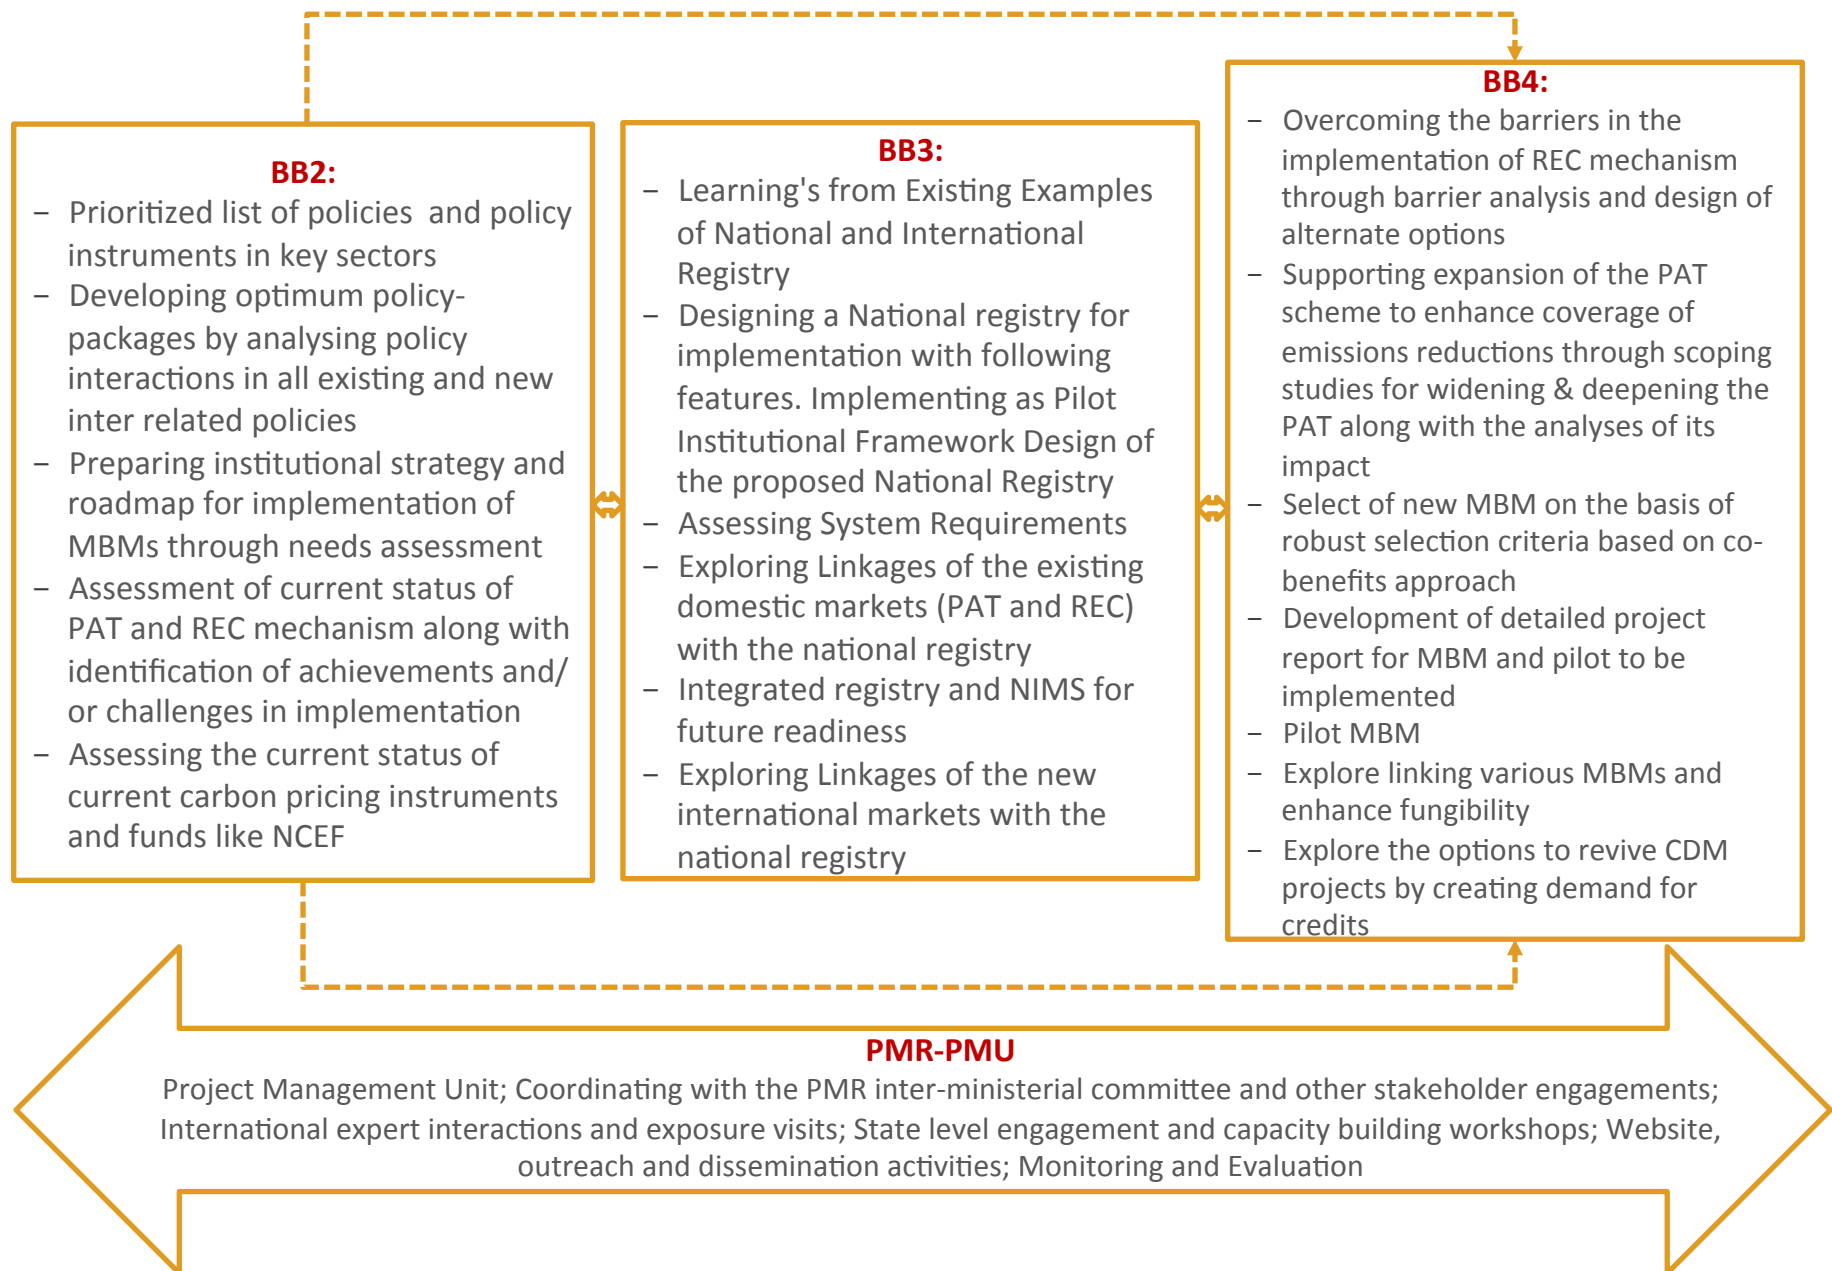 BB2:
– Prioritized list of policies and policy
instruments in key sectors
– Developing optimum policy-
packages by analysing policy
interactions in all existing and new
inter related policies
– Preparing institutional strategy and
roadmap for implementation of
MBMs through needs assessment
– Assessment of current status of
PAT and REC mechanism along with
identification of achievements and/
or challenges in implementation
– Assessing the current status of
current carbon pricing instruments
and funds like NCEF
BB3:
– Learning's from Existing Examples
of National and International
Registry
– Designing a National registry for
implementation with following
features. Implementing as Pilot
Institutional Framework Design of
the proposed National Registry
– Assessing System Requirements
– Exploring Linkages of the existing
domestic markets (PAT and REC)
with the national registry
– Integrated registry and NIMS for
future readiness
– Exploring Linkages of the new
international markets with the
national registry
BB4:
– Overcoming the barriers in the
implementation of REC mechanism
through barrier analysis and design of
alternate options
– Supporting expansion of the PAT
scheme to enhance coverage of
emissions reductions through scoping
studies for widening & deepening the
PAT along with the analyses of its
impact
– Select of new MBM on the basis of
robust selection criteria based on co-
benefits approach
– Development of detailed project
report for MBM and pilot to be
implemented
– Pilot MBM
– Explore linking various MBMs and
enhance fungibility
– Explore the options to revive CDM
projects by creating demand for
credits
PMR-PMU
Project Management Unit; Coordinating with the PMR inter-ministerial committee and other stakeholder engagements;
International expert interactions and exposure visits; State level engagement and capacity building workshops; Website,
outreach and dissemination activities; Monitoring and Evaluation